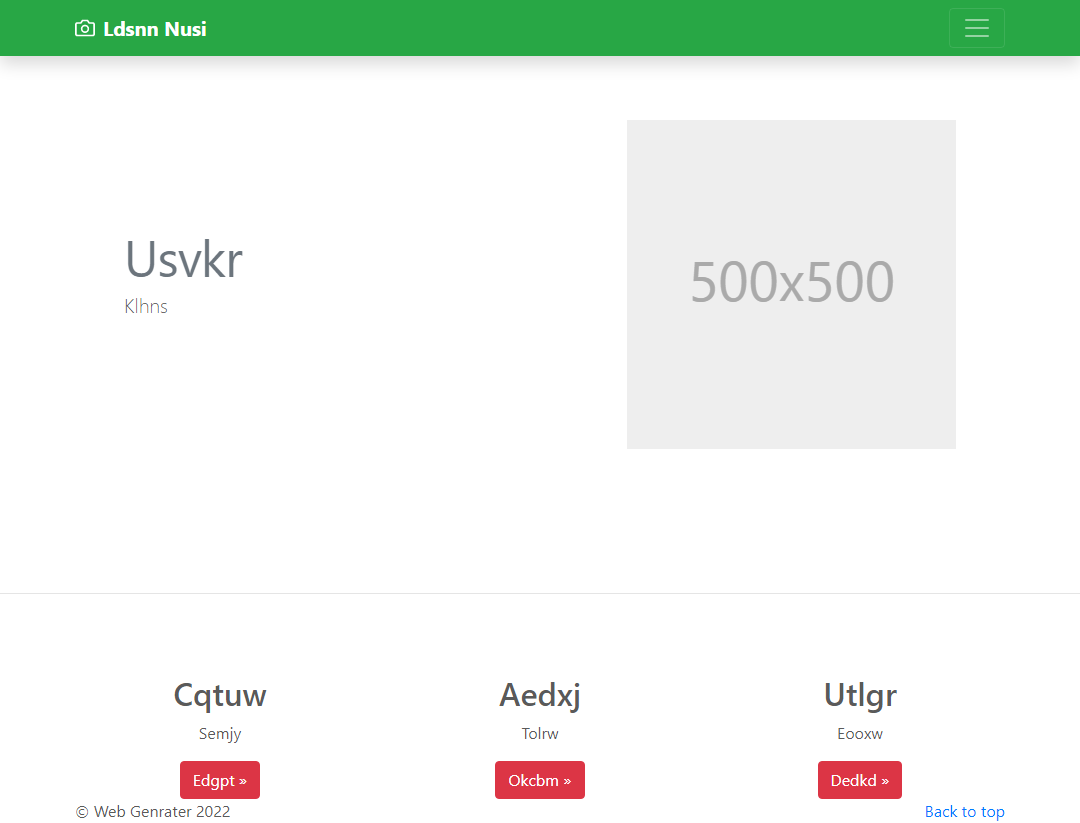 Ldsnn Nusi
Usvkr
Klhns
500x500
Cqtuw
Semjy
Edgpt »
Aedxj
Tolrw
Okcbm »
Utlgr
Eooxw
Dedkd »
© Web Genrater 2022
Back to top